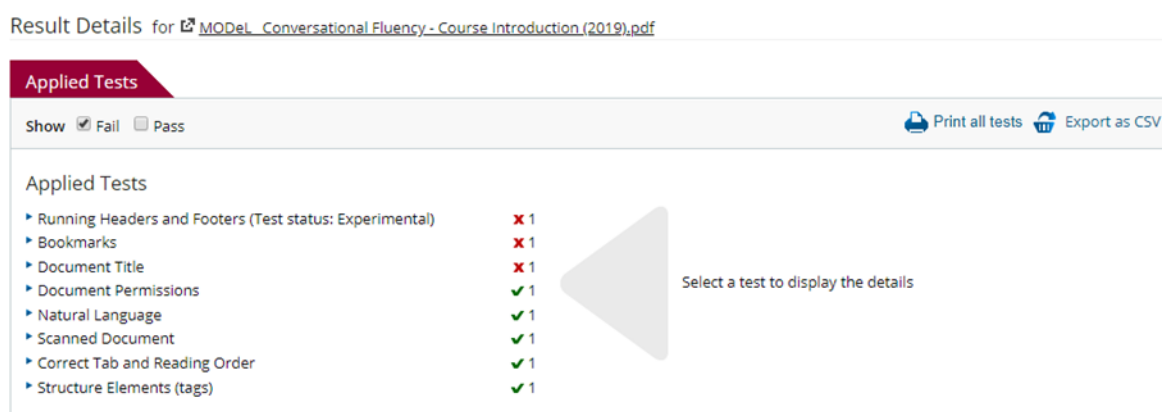 Result Details for MODeL_ Conversational Fluency - Course Introduction (2019).pdf
Applied Tests
Show Fail Pass Print all tests Export as CSV
Applied Tests
Running Headers and Footers (Test status: Experimental) 1
Bookmarks 1
Document Title 1
Document Permissions 1
Natural Language 1
Scanned Document 1
Correct Tab and Reading Order 1
Structure Elements (tags) 1
Select a test to display the details